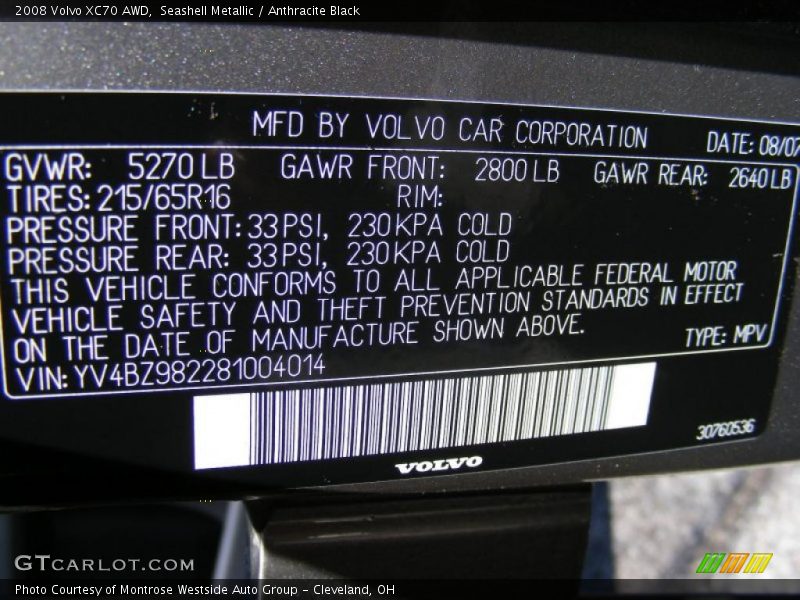 2008 Volvo XC70 AWD, Seashell Metallic / Anthracite Black
MFD BY VOLVO CAR CORPORATION DATE: 08/07
GVWR: 5270 LB GAWR FRONT: 2800 LB GAWR REAR: 2640 LB
TIRES: 215/65R16 RIM:
PRESSURE FRONT: 33 PSI, 230 KPA COLD
PRESSURE REAR: 33 PSI, 230 KPA COLD
THIS VEHICLE CONFORMS TO ALL APPLICABLE FEDERAL MOTOR
VEHICLE SAFETY AND THEFT PREVENTION STANDARDS IN EFFECT
ON THE DATE OF MANUFACTURE SHOWN ABOVE. TYPE: MPV
VIN: YV4BZ982281004014
30760536
VOLVO
GTCARLOT.COM
Photo Courtesy of Montrose Westside Auto Group - Cleveland, OH